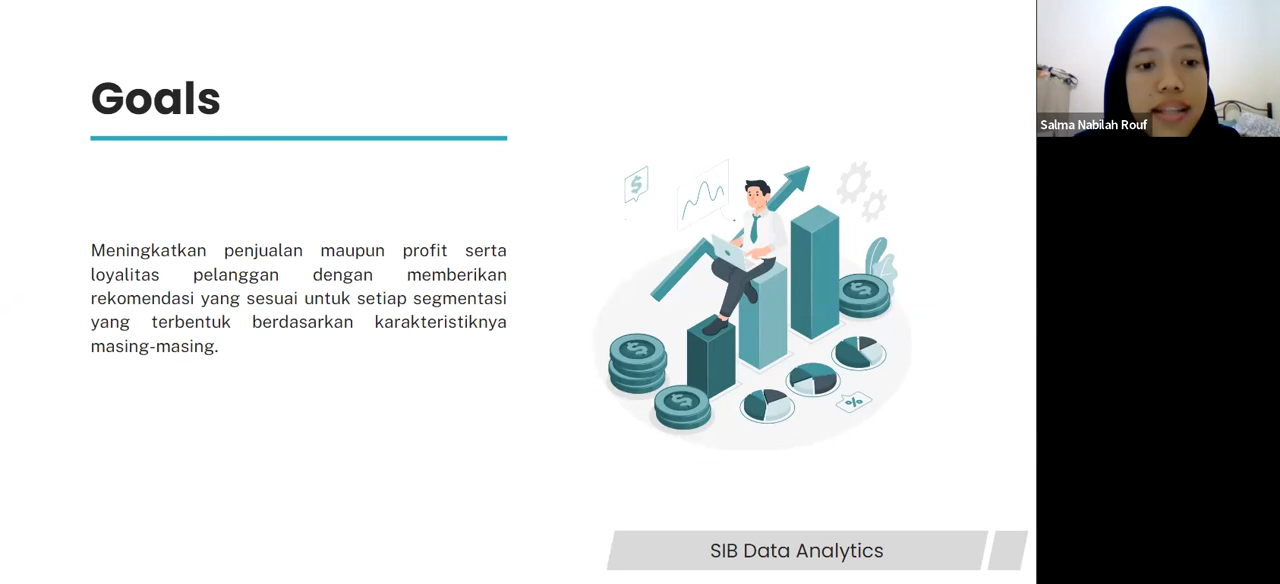 Goals
Meningkatkan penjualan maupun profit serta
loyalitas pelanggan dengan memberikan
rekomendasi yang sesuai untuk setiap segmentasi
yang terbentuk berdasarkan karakteristiknya
masing-masing.
$
$
$
$
%
SIB Data Analytics
Salma Nabilah Rouf